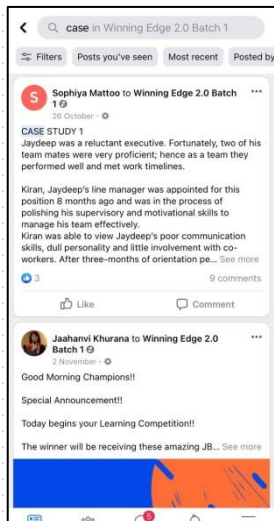 case in Winning Edge 2.0 Batch 1
Filters Posts you've seen Most recent Posted by
S
Sophiya Mattoo to Winning Edge 2.0 Batch
1
26 October ·
CASE STUDY 1
Jaydeep was a reluctant executive. Fortunately, two of his
team mates were very proficient; hence as a team they
performed well and met work timelines.
Kiran, Jaydeep's line manager was appointed for this
position 8 months ago and was in the process of
polishing his supervisory and motivational skills to
manage his team effectively.
Kiran was able to view Jaydeep's poor communication
skills, dull personality and little involvement with co-
workers. After three-months of orientation pe... See more
3 9 comments
Like Comment
Jaahanvi Khurana to Winning Edge 2.0
Batch 1
2 November ·
Good Morning Champions!!
Special Announcement!!
Today begins your Learning Competition!!
The winner will be receiving these amazing JB... See more